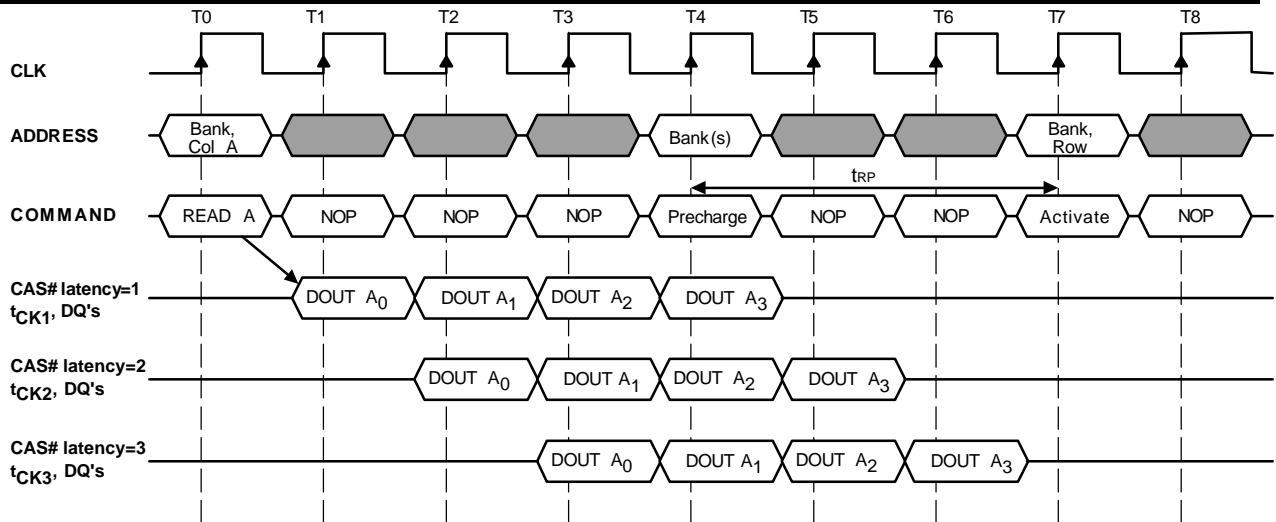 T0 T1 T2 T3 T4 T5 T6 T7 T8
CLK
ADDRESS
Bank,
Col A
Bank(s)
Bank,
Row
tRP
COMMAND
READ A NOP NOP NOP Precharge NOP NOP Activate NOP
CAS# latency=1
tCK1, DQ's
DOUT A0 DOUT A1 DOUT A2 DOUT A3
CAS# latency=2
tCK2, DQ's
DOUT A0 DOUT A1 DOUT A2 DOUT A3
CAS# latency=3
tCK3, DQ's
DOUT A0 DOUT A1 DOUT A2 DOUT A3